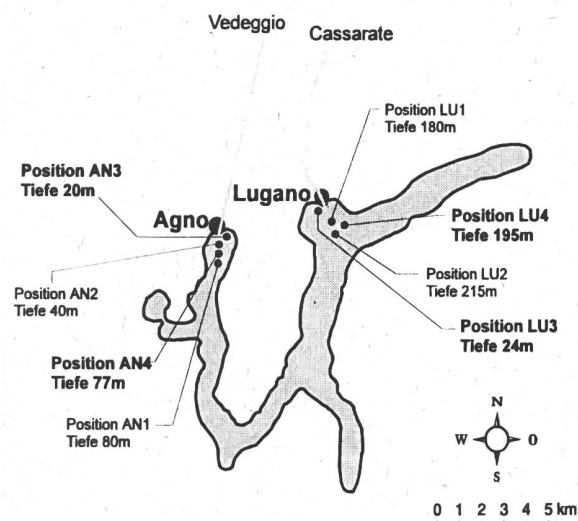 Vedeggio
Cassarate
Position LU1
Tiefe 180m
Position AN3
Tiefe 20m
Lugano
Agno
Position LU4
Tiefe 195m
Position AN2
Tiefe 40m
Position LU2
Tiefe 215m
Position LU3
Tiefe 24m
Position AN4
Tiefe 77m
Position AN1
Tiefe 80m
N
W O
S
0 1 2 3 4 5 km